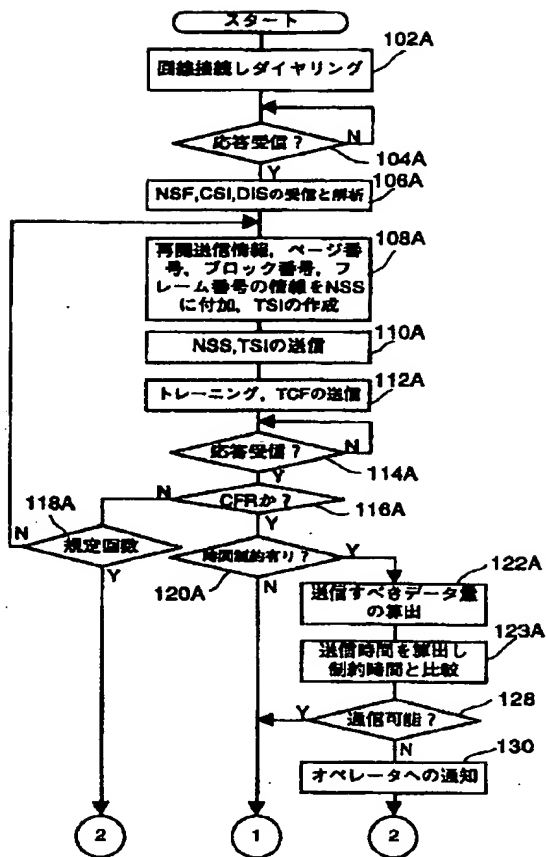 スタート
102A
回線接続しダイヤリング
応答受信？
N
104A
Y
106A
NSF,CSI,DISの受信と解析
108A
再開送信情報，ページ番
号，ブロック番号，フ
レーム番号の情報をNSS
に付加，TSIの作成
110A
NSS,TSIの送信
112A
トレーニング，TCFの送信
応答受信？
N
114A
Y
N
CFRか？
116A
118A
Y
N
規定回数
時間制約有り？
Y
122A
Y
120A
N
送信すべきデータ量
の算出
123A
送信時間を算出し
制約時間と比較
128
Y
通信可能？
N
130
オペレータへの通知
2
1
2